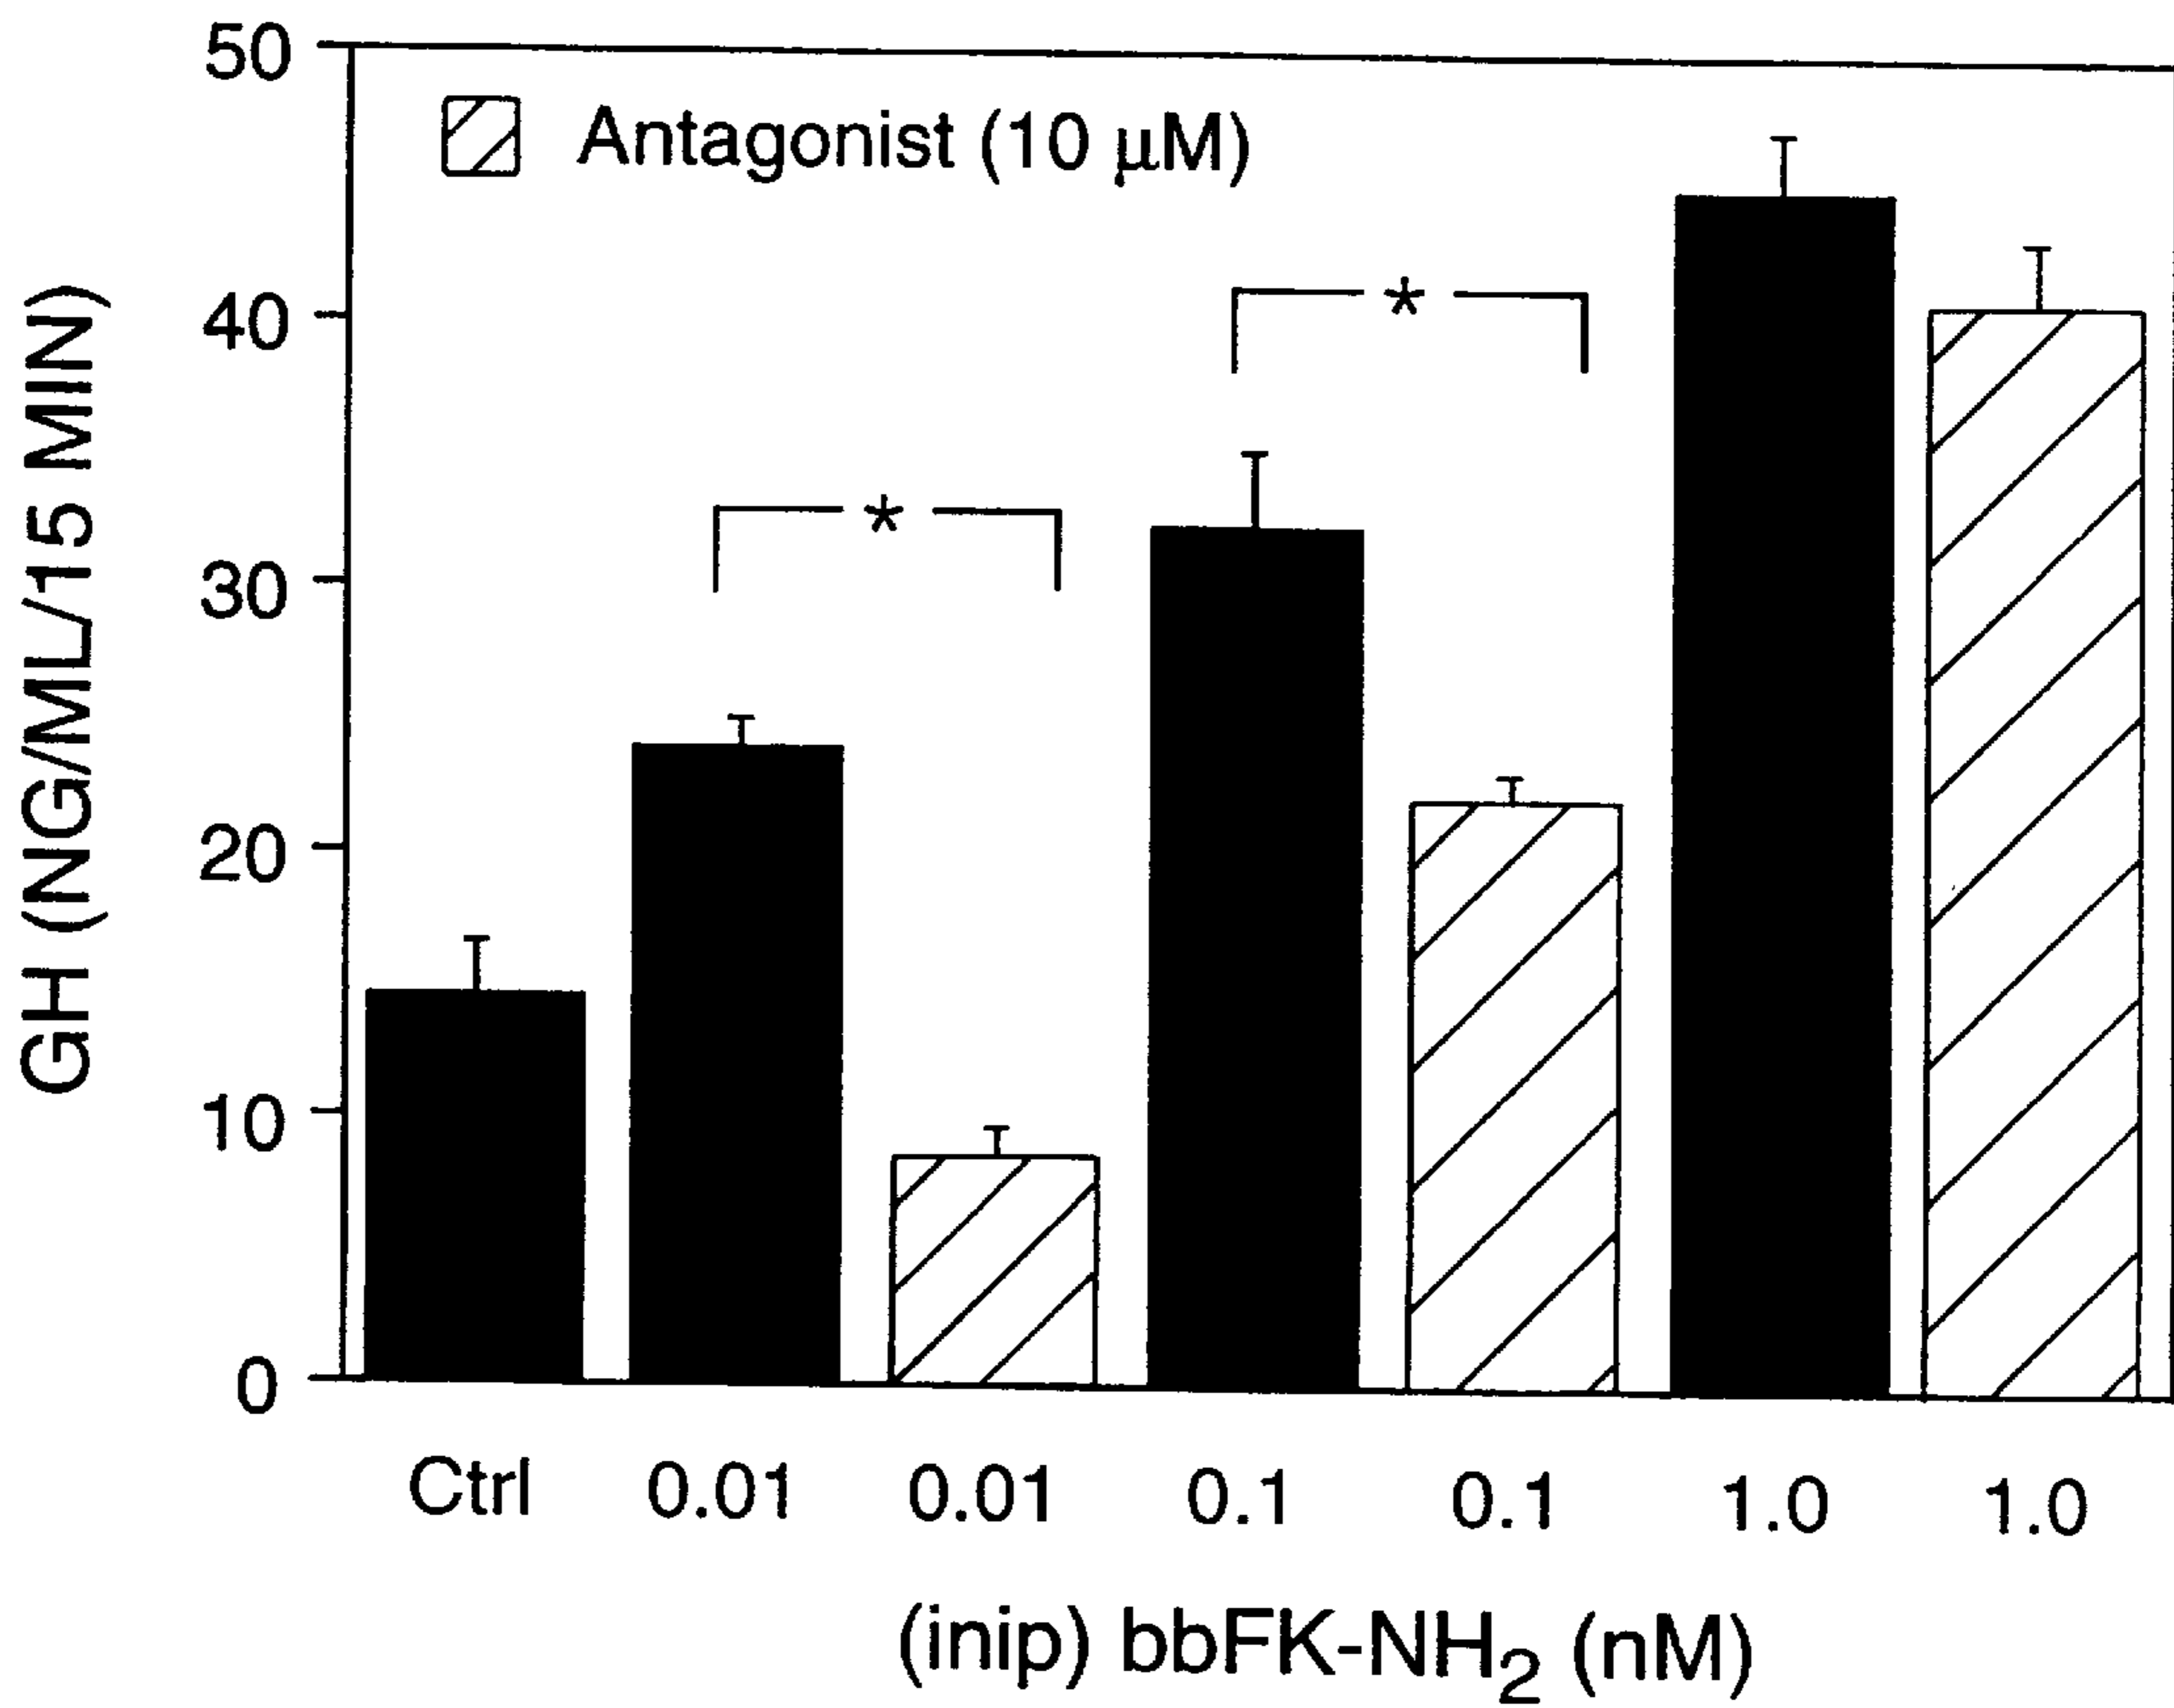 50
Antagonist (10 µM)
40
*
30
*
20
10
0
GH (NG/ML/15 MIN)
Ctrl 0.01 0.01 0.1 0.1 1.0 1.0
(inip) bbFK-NH2 (nM)